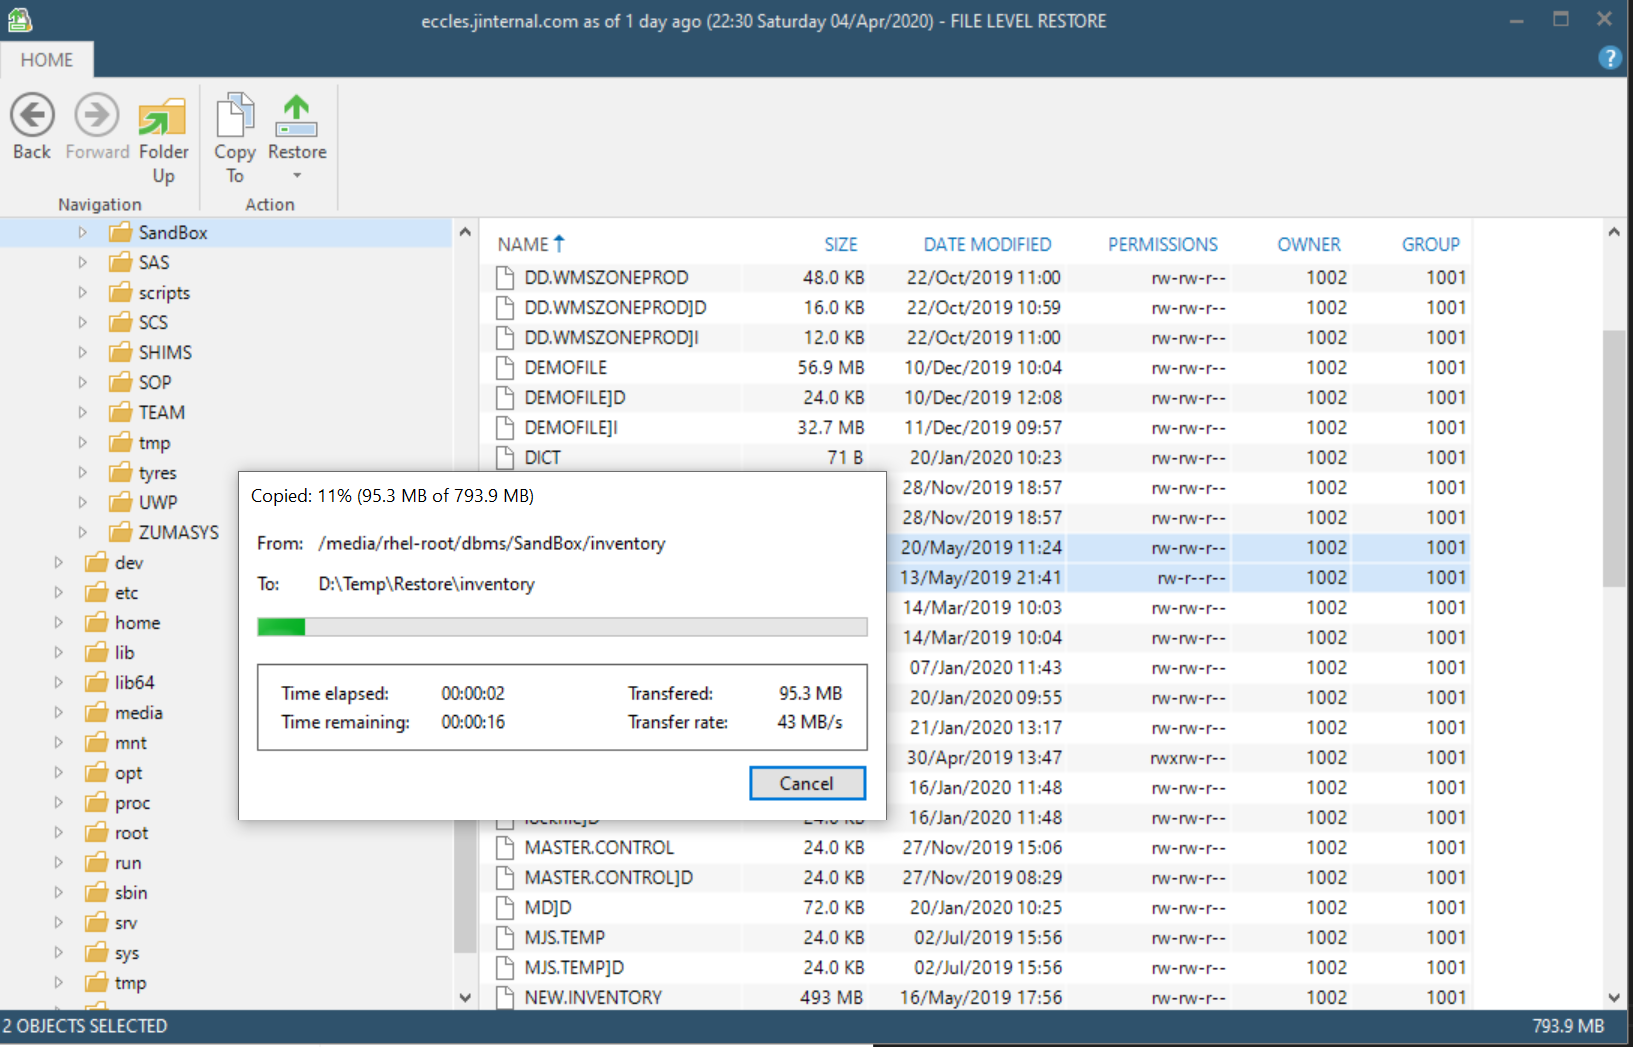 eccles.jinternal.com as of 1 day ago (22:30 Saturday 04/Apr/2020) - FILE LEVEL RESTORE
HOME
?
Back
Forward
Folder
Up
Copy
To
Restore
Navigation
Action
SandBox
SAS
scripts
SCS
SHIMS
SOP
TEAM
tmp
tyres
UWP
ZUMASYS
dev
etc
home
lib
lib64
media
mnt
opt
proc
root
run
sbin
srv
sys
tmp
NAME SIZE DATE MODIFIED PERMISSIONS OWNER GROUP
DD.WMSZONEPROD 48.0 KB 22/Oct/2019 11:00 rw-rw-r-- 1002 1001
DD.WMSZONEPROD]D 16.0 KB 22/Oct/2019 10:59 rw-rw-r-- 1002 1001
DD.WMSZONEPROD]I 12.0 KB 22/Oct/2019 11:00 rw-rw-r-- 1002 1001
DEMOFILE 56.9 MB 10/Dec/2019 10:04 rw-rw-r-- 1002 1001
DEMOFILE]D 24.0 KB 10/Dec/2019 12:08 rw-rw-r-- 1002 1001
DEMOFILE]I 32.7 MB 11/Dec/2019 09:57 rw-rw-r-- 1002 1001
DICT 71 B 20/Jan/2020 10:23 rw-rw-r-- 1002 1001
28/Nov/2019 18:57 rw-rw-r-- 1002 1001
28/Nov/2019 18:57 rw-rw-r-- 1002 1001
20/May/2019 11:24 rw-rw-r-- 1002 1001
13/May/2019 21:41 rw-r--r-- 1002 1001
14/Mar/2019 10:03 rw-rw-r-- 1002 1001
14/Mar/2019 10:04 rw-rw-r-- 1002 1001
07/Jan/2020 11:43 rw-rw-r-- 1002 1001
20/Jan/2020 09:55 rw-rw-r-- 1002 1001
21/Jan/2020 13:17 rw-rw-r-- 1002 1001
30/Apr/2019 13:47 rwxrw-r-- 1002 1001
16/Jan/2020 11:48 rw-rw-r-- 1002 1001
16/Jan/2020 11:48 rw-rw-r-- 1002 1001
MASTER.CONTROL 24.0 KB 27/Nov/2019 15:06 rw-rw-r-- 1002 1001
MASTER.CONTROL]D 24.0 KB 27/Nov/2019 08:29 rw-rw-r-- 1002 1001
MD]D 72.0 KB 20/Jan/2020 10:25 rw-rw-r-- 1002 1001
MJS.TEMP 24.0 KB 02/Jul/2019 15:56 rw-rw-r-- 1002 1001
MJS.TEMP]D 24.0 KB 02/Jul/2019 15:56 rw-rw-r-- 1002 1001
NEW.INVENTORY 493 MB 16/May/2019 17:56 rw-rw-r-- 1002 1001
Copied: 11% (95.3 MB of 793.9 MB)
From: /media/rhel-root/dbms/SandBox/inventory
To: D:\Temp\Restore\inventory
Time elapsed: 00:00:02 Transfered: 95.3 MB
Time remaining: 00:00:16 Transfer rate: 43 MB/s
Cancel
2 OBJECTS SELECTED
793.9 MB